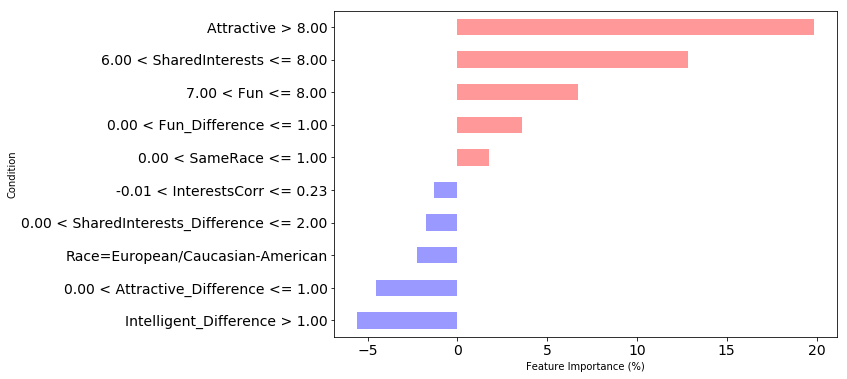 Attractive > 8.00
6.00 < SharedInterests <= 8.00
7.00 < Fun <= 8.00
0.00 < Fun_Difference <= 1.00
0.00 < SameRace <= 1.00
-0.01 < InterestsCorr <= 0.23
0.00 < SharedInterests_Difference <= 2.00
Race=European/Caucasian-American
0.00 < Attractive_Difference <= 1.00
Intelligent_Difference > 1.00
Condition
−5 0 5 10 15 20
Feature Importance (%)